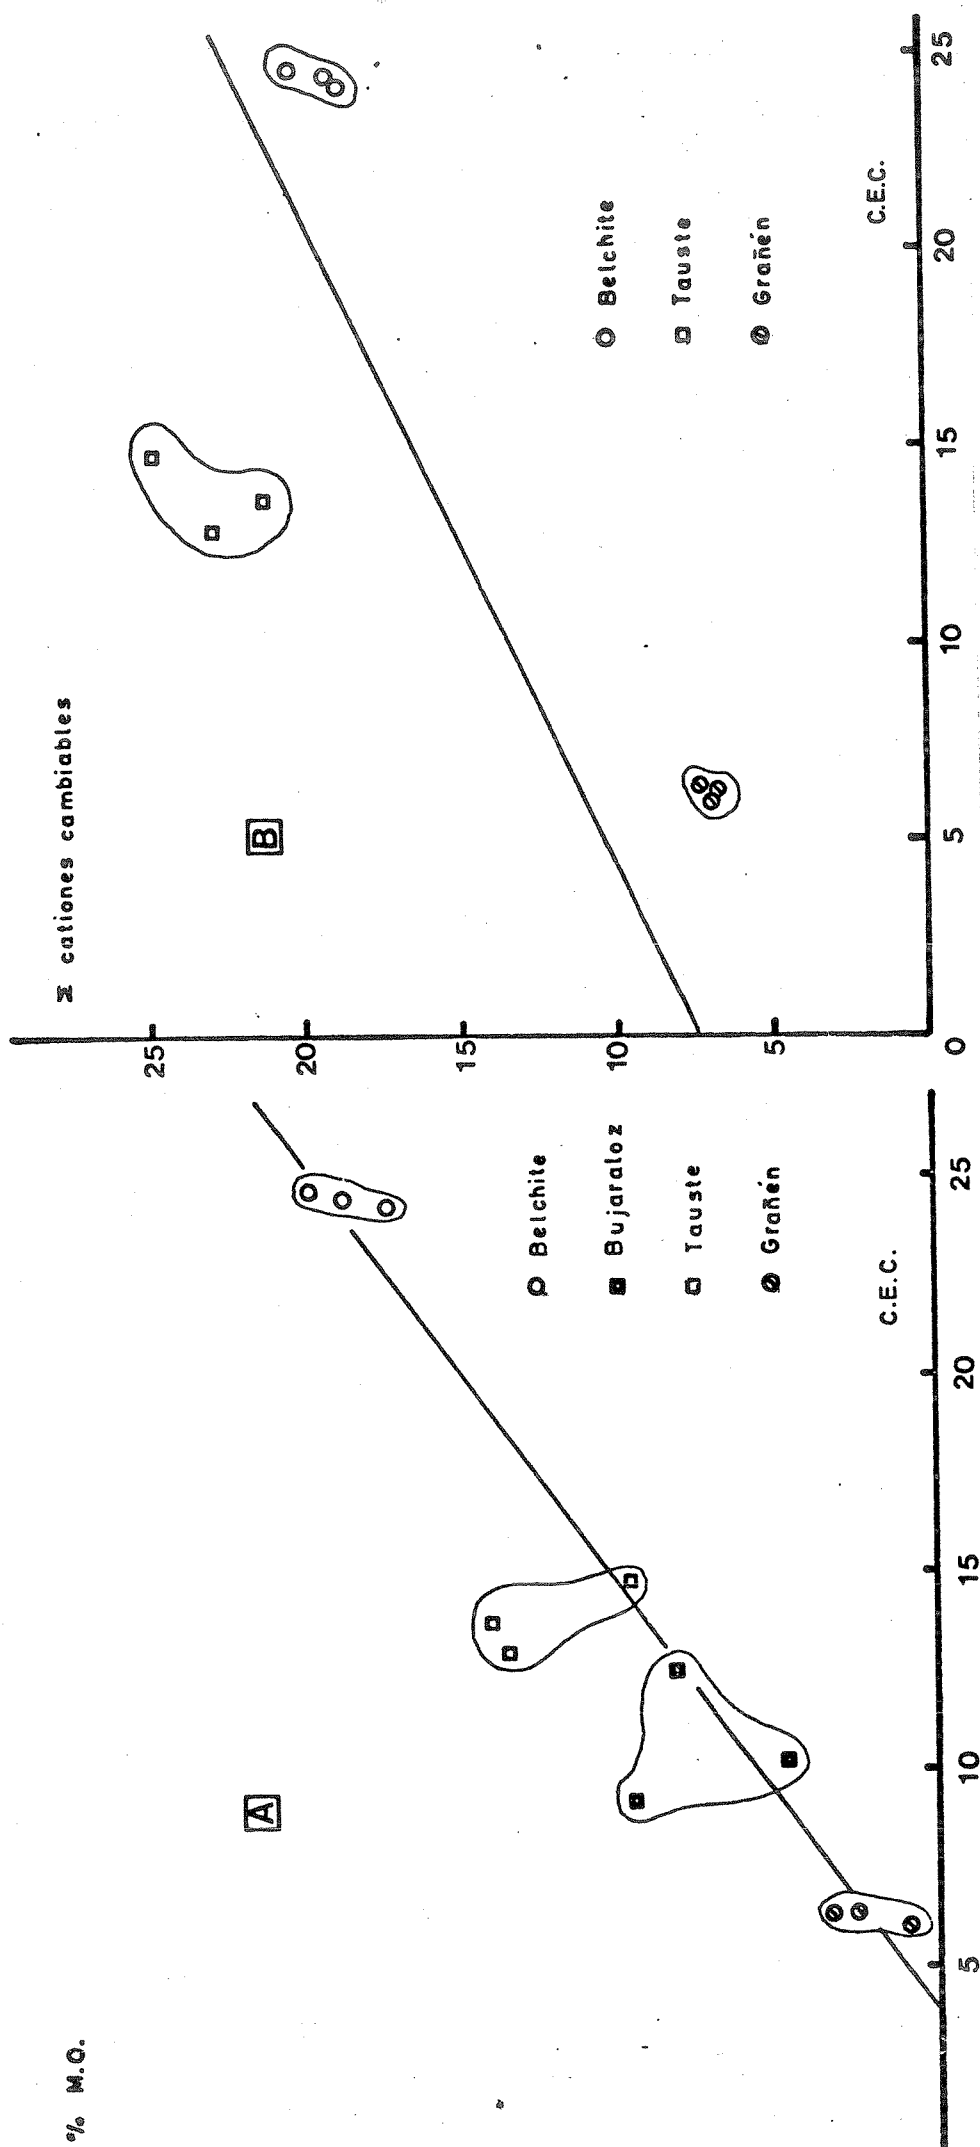 % M.O.
A
Belchite
Bujaraloz
Tauste
Grañén
C.E.C.
5
10
15
20
25
Σ cationes cambiables
B
25
20
15
10
5
0
Belchite
Tauste
Grañén
C.E.C.
5
10
15
20
25